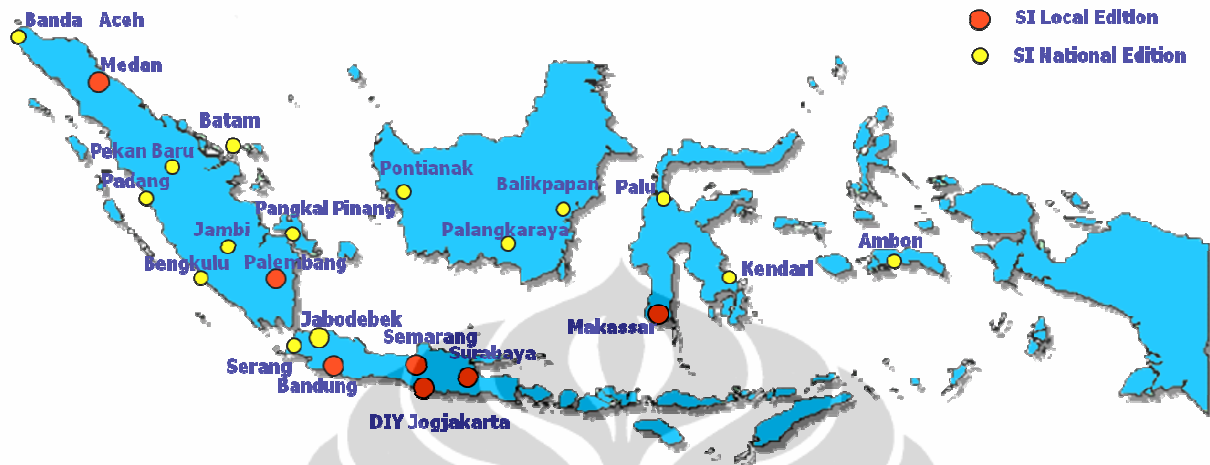 Banda Aceh
SI Local Edition
SI National Edition
Medan
Batam
Pekan Baru
Padang
Pontianak
Balikpapan
Palu
Pangkal Pinang
Jambi
Palangkaraya
Ambon
Bengkulu
Palembang
Kendari
Jabodebek
Makassar
Semarang
Surabaya
Serang
Bandung
DIY Jogjakarta